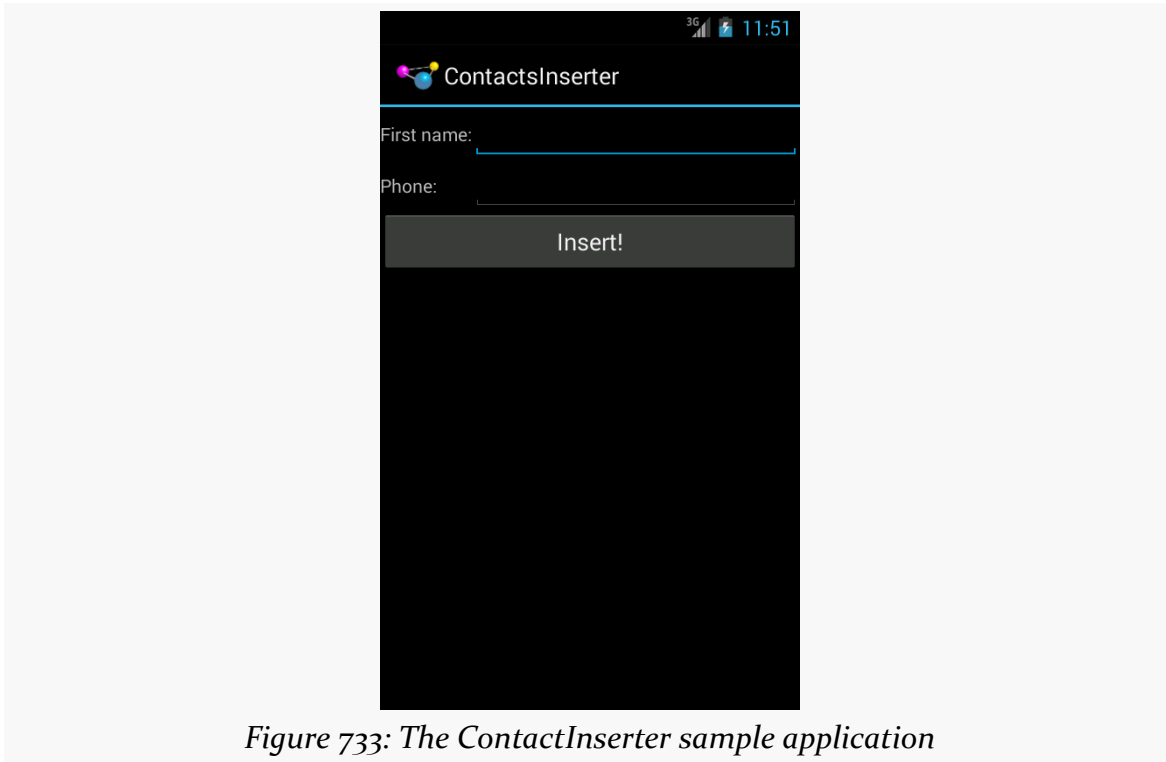 3G 11:51
ContactsInserter
First name:
Phone:
Insert!
Figure 733: The ContactInserter sample application